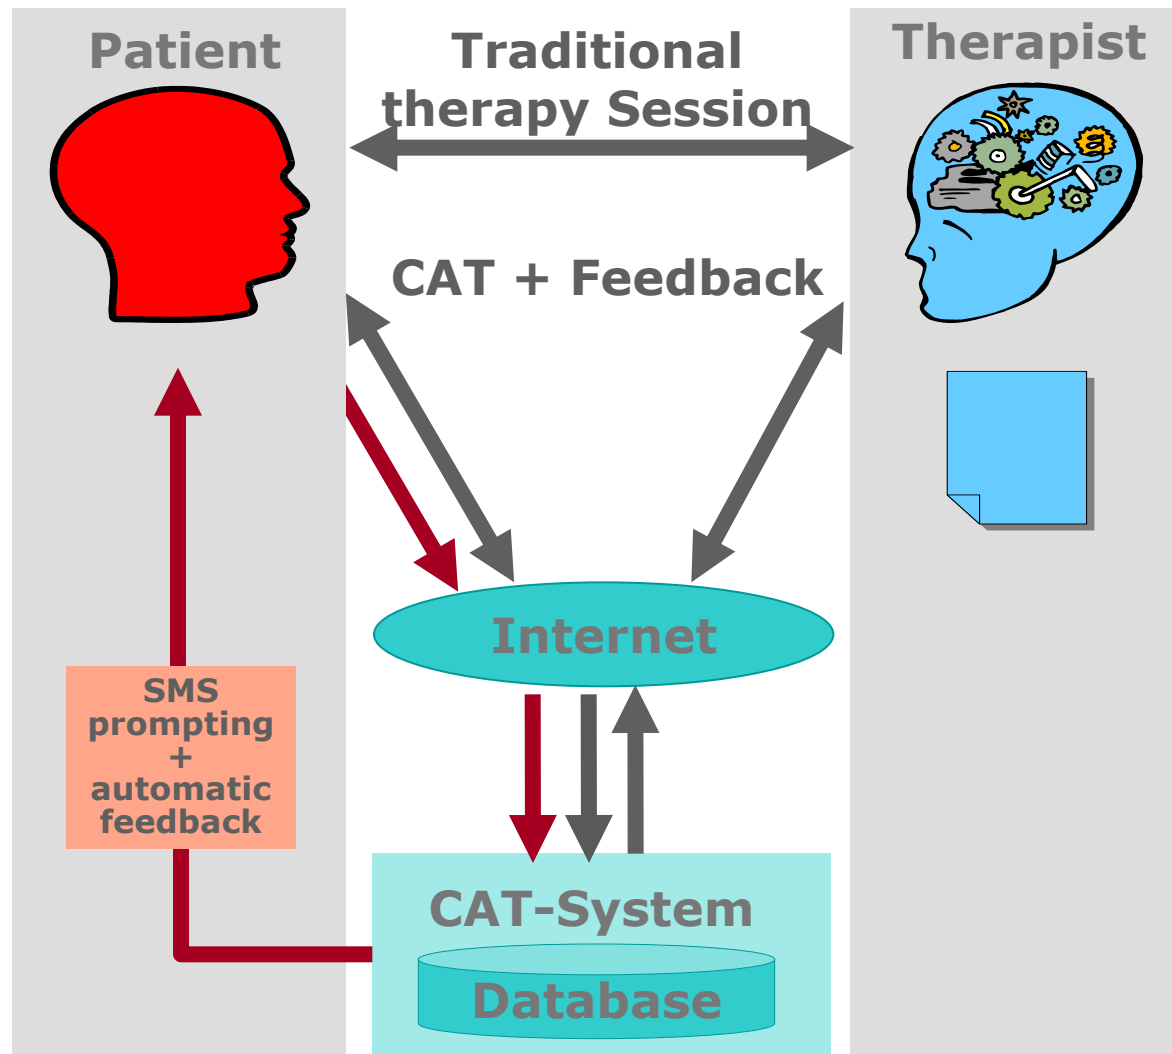 Patient
Traditional
therapy Session
Therapist
CAT + Feedback
Internet
SMS
prompting
+
automatic
feedback
CAT-System
Database